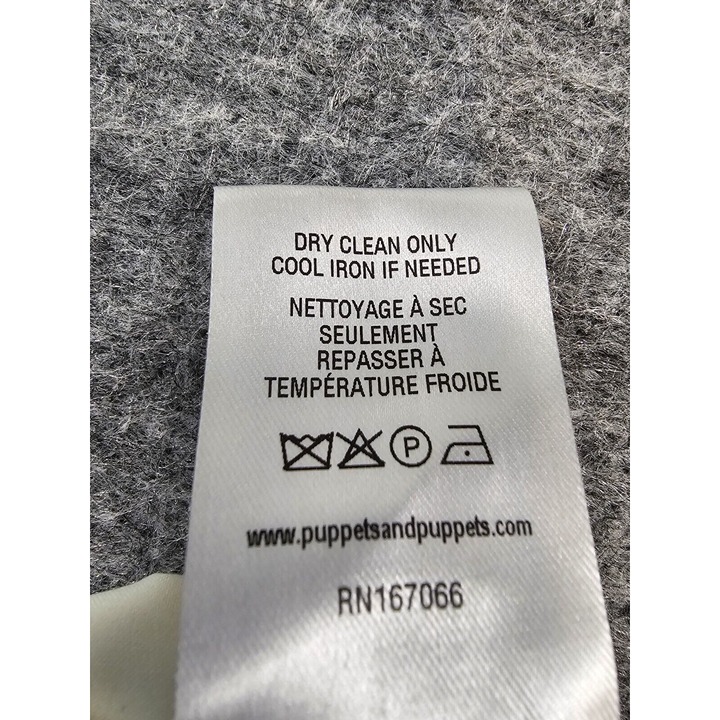 DRY CLEAN ONLY
COOL IRON IF NEEDED
NETTOYAGE À SEC
SEULEMENT
REPASSER À
TEMPÉRATURE FROIDE
P
www.puppetsandpuppets.com
RN167066